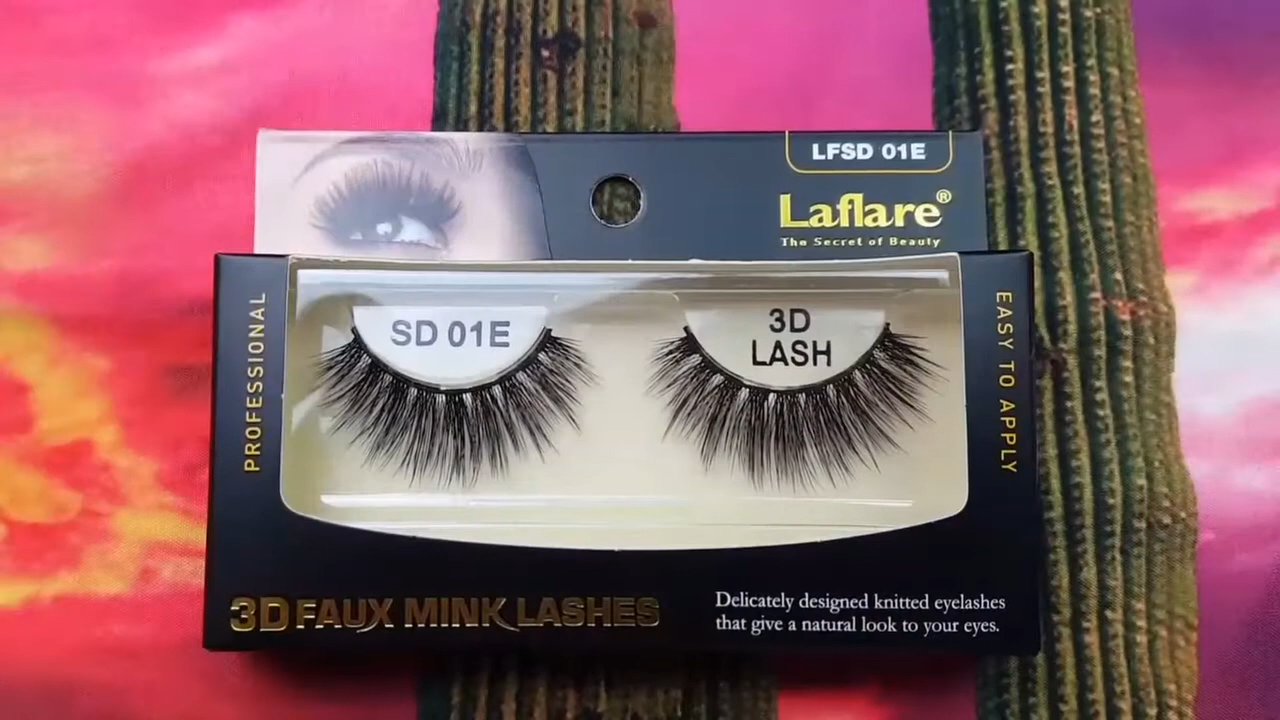 LFSD 01E
Laflare®
The Secret of Beauty
PROFESSIONAL
SD 01E
3D
LASH
EASY TO APPLY
3D FAUX MINK LASHES
Delicately designed knitted eyelashes
that give a natural look to your eyes.